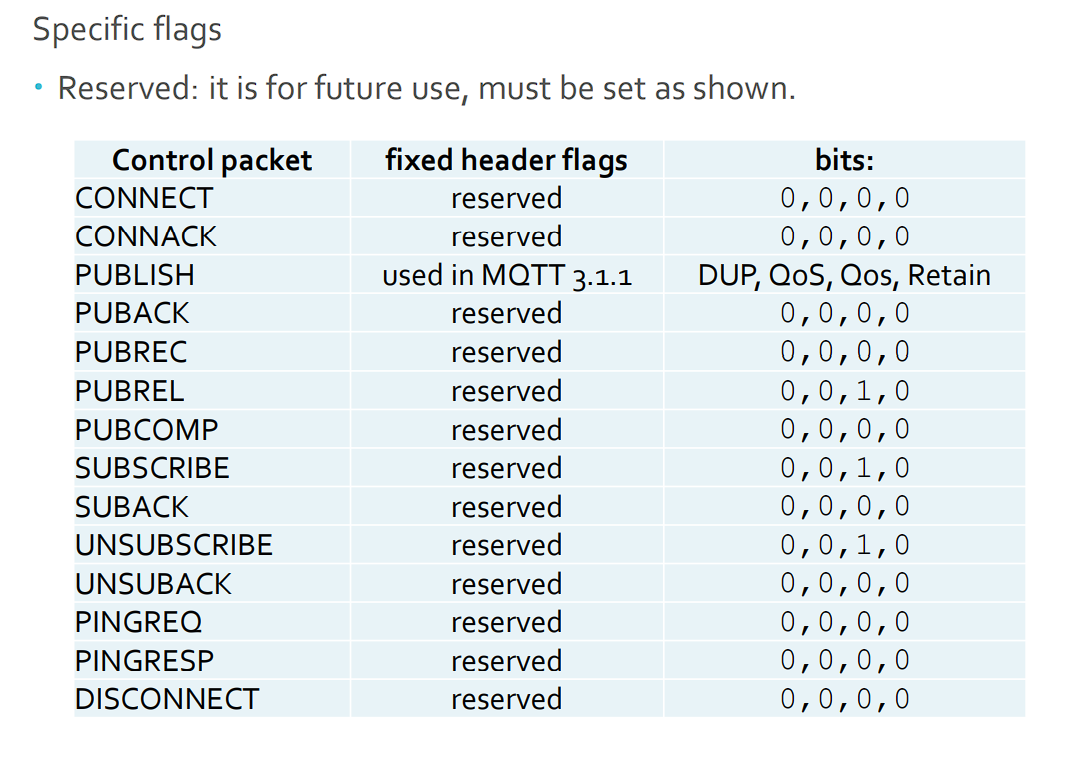 Specific flags
• Reserved: it is for future use, must be set as shown.
Control packet fixed header flags bits:
CONNECT reserved 0,0,0,0
CONNACK reserved 0,0,0,0
PUBLISH used in MQTT 3.1.1 DUP, QoS, Qos, Retain
PUBACK reserved 0,0,0,0
PUBREC reserved 0,0,0,0
PUBREL reserved 0,0,1,0
PUBCOMP reserved 0,0,0,0
SUBSCRIBE reserved 0,0,1,0
SUBACK reserved 0,0,0,0
UNSUBSCRIBE reserved 0,0,1,0
UNSUBACK reserved 0,0,0,0
PINGREQ reserved 0,0,0,0
PINGRESP reserved 0,0,0,0
DISCONNECT reserved 0,0,0,0